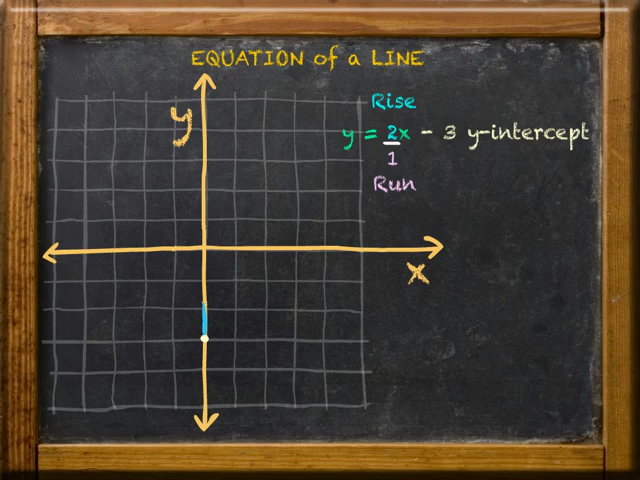 EQUATION of a LINE
y
Rise
y = 2x - 3 y-intercept
1
Run
x